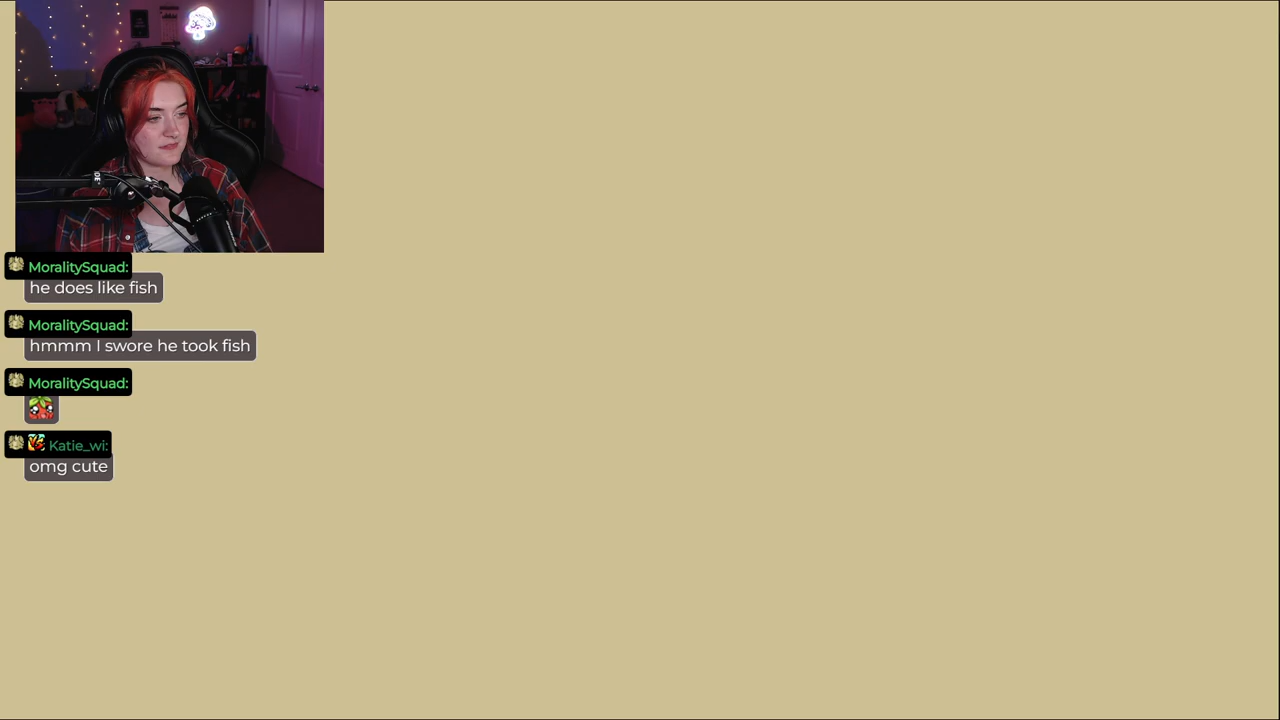 MoralitySquad:
he does like fish
MoralitySquad:
hmmm I swore he took fish
MoralitySquad:
Katie_wi:
omg cute